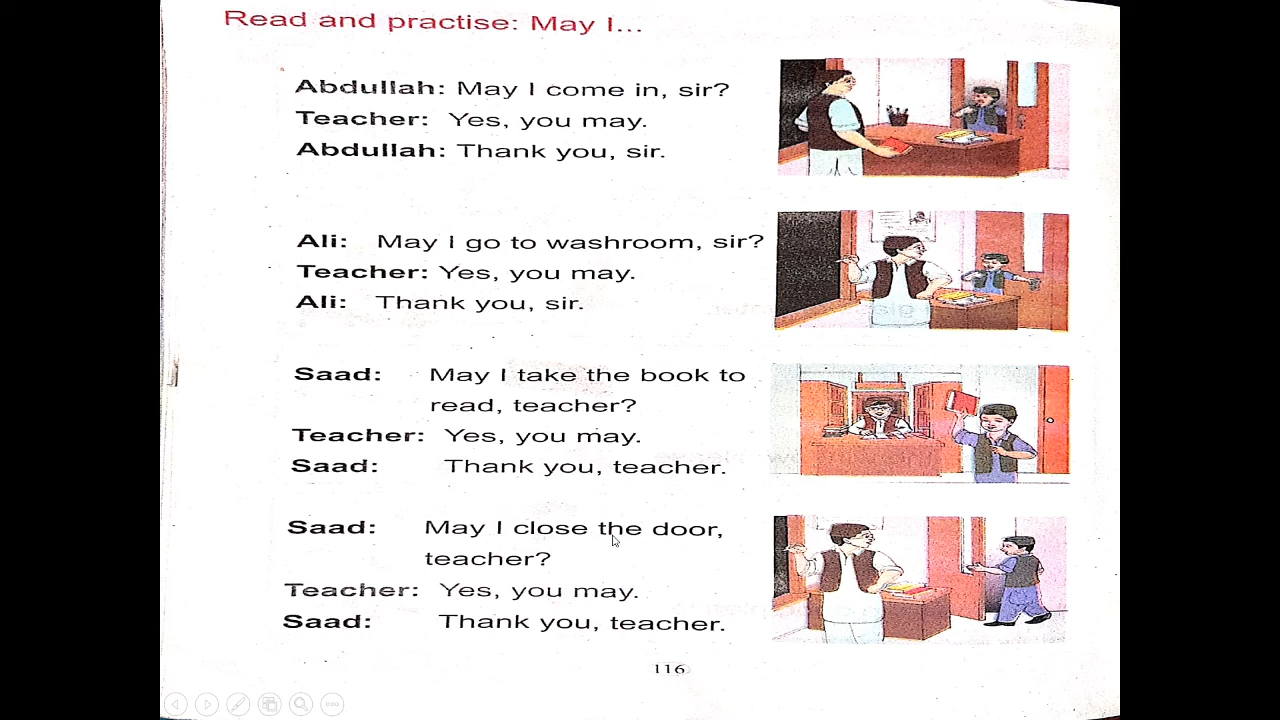 Read and practise: May I...
Abdullah: May I come in, sir?
Teacher: Yes, you may.
Abdullah: Thank you, sir.
Ali: May I go to washroom, sir?
Teacher: Yes, you may.
Ali: Thank you, sir.
Saad: May I take the book to
read, teacher?
Teacher: Yes, you may.
Saad: Thank you, teacher.
Saad: May I close the door,
teacher?
Teacher: Yes, you may.
Saad: Thank you, teacher.
116